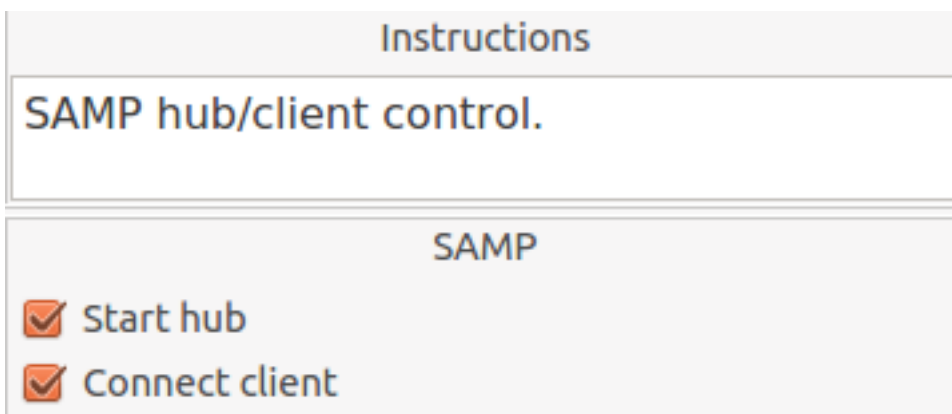 Instructions
SAMP hub/client control.
SAMP
Start hub
Connect client